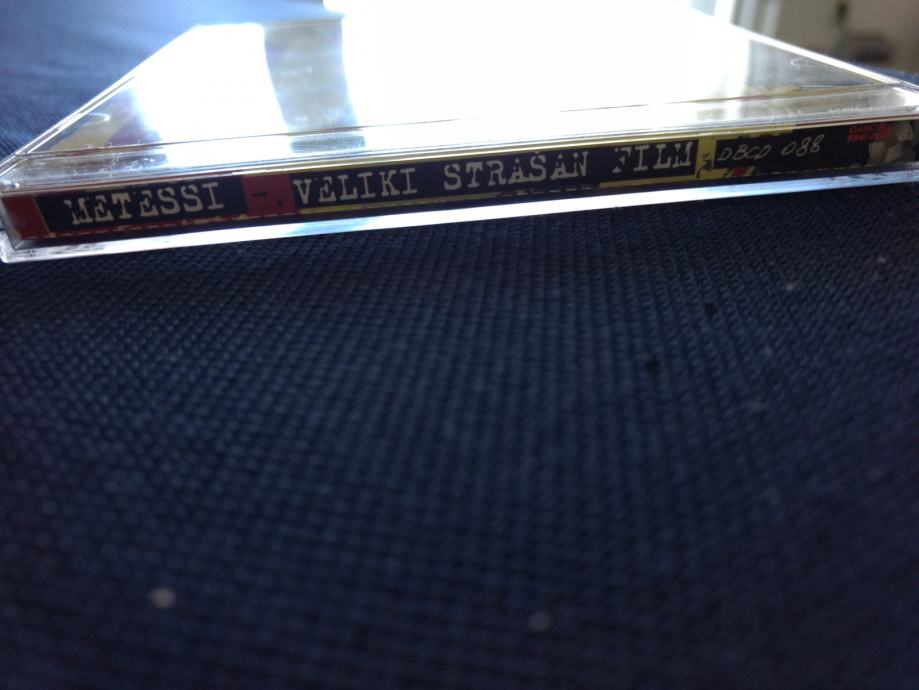 METESSI - VELIKI STRAŠAN FILM DBCD 088